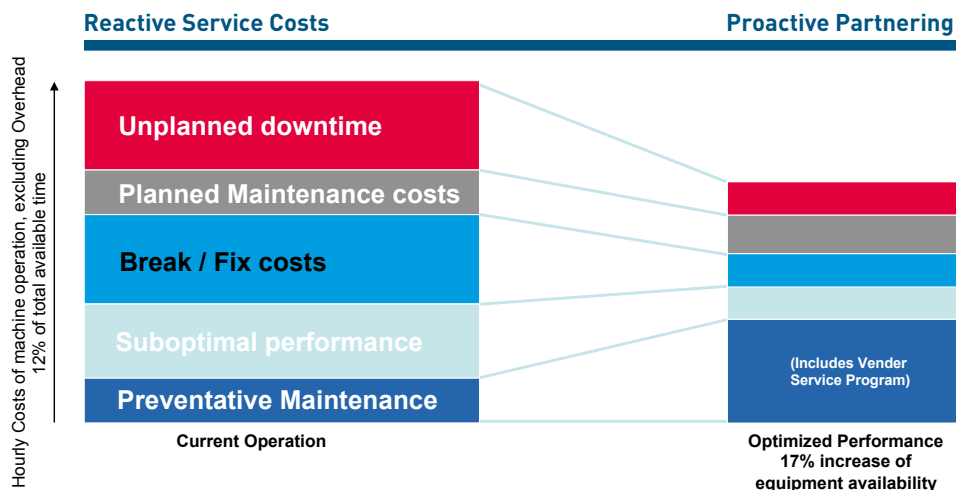 Reactive Service Costs
Proactive Partnering
Hourly Costs of machine operation, excluding Overhead
12% of total available time
Unplanned downtime
Planned Maintenance costs
Break / Fix costs
Suboptimal performance
Preventative Maintenance
(Includes Vender
Service Program)
Current Operation
Optimized Performance
17% increase of
equipment availability